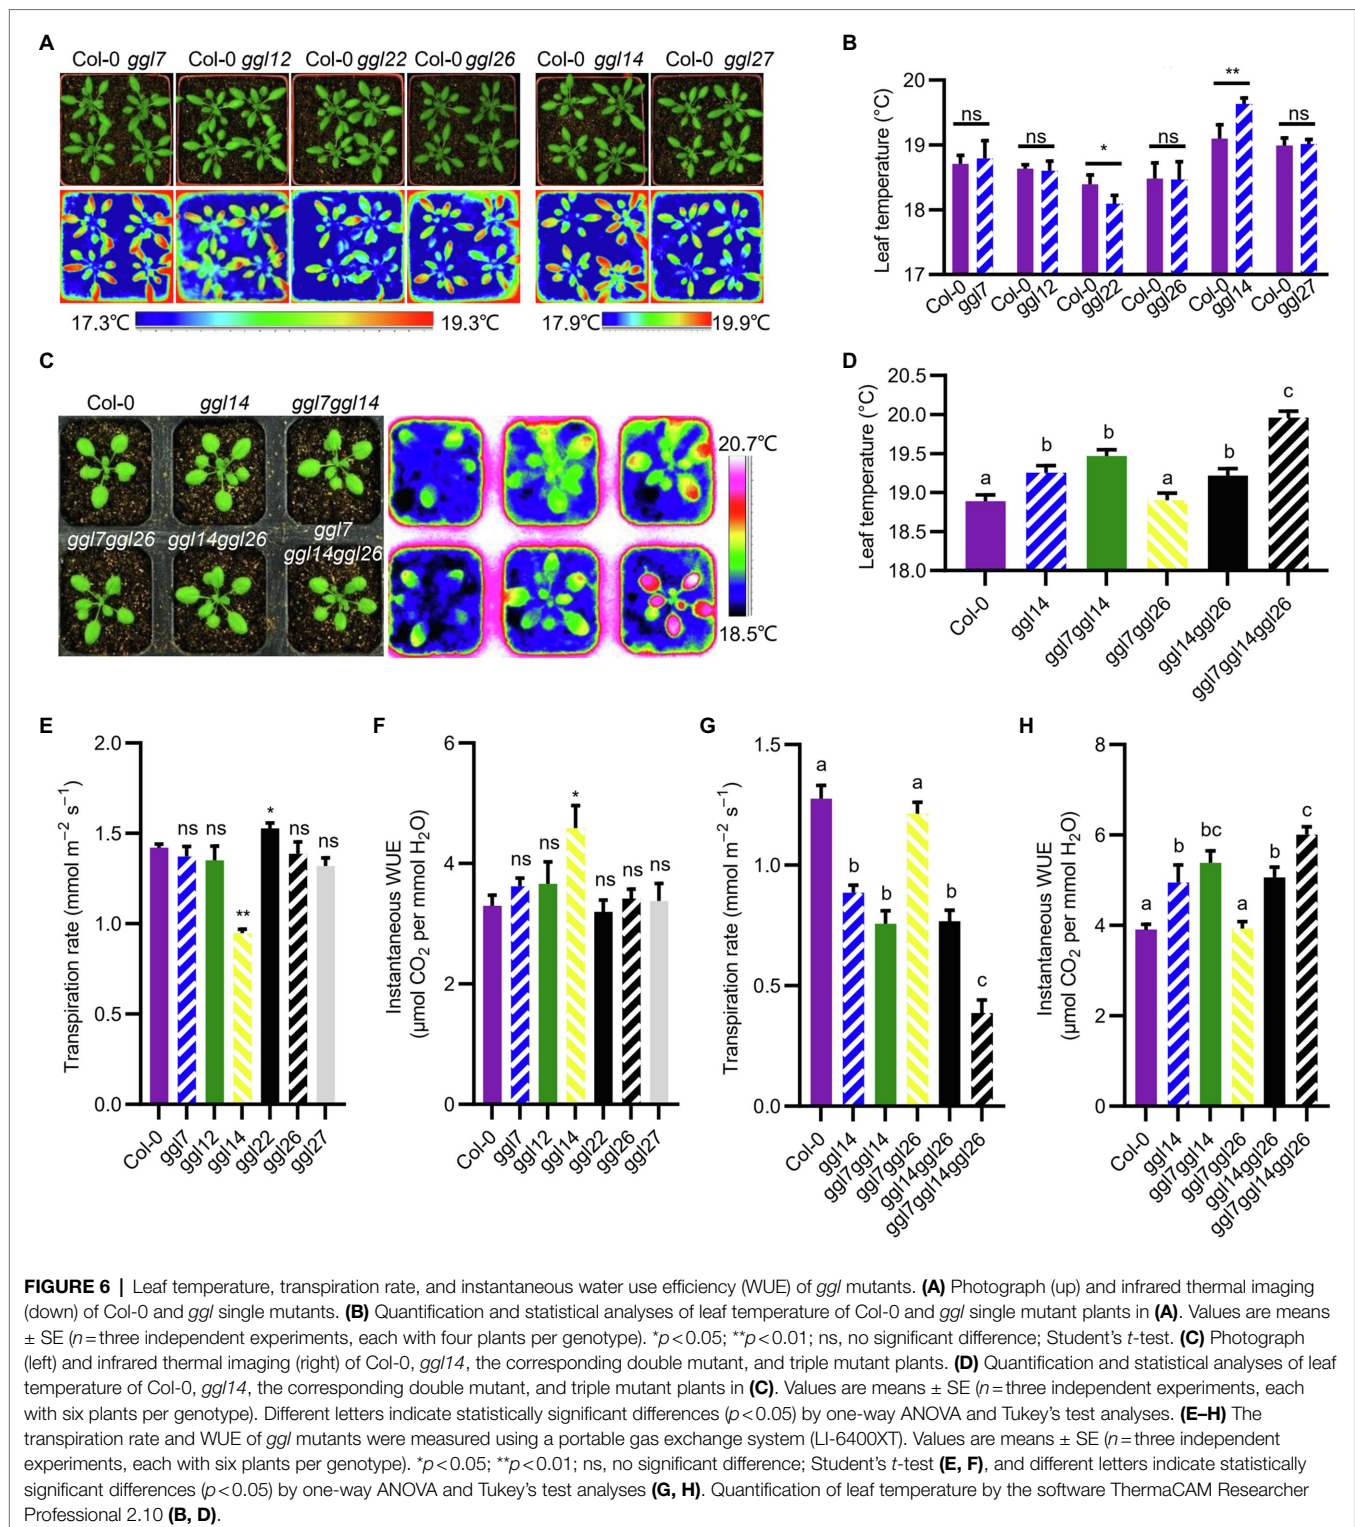 A
Col-0 ggl7 Col-0 ggl12 Col-0 ggl22 Col-0 ggl26 Col-0 ggl14 Col-0 ggl27
17.3℃ 19.3℃ 17.9℃ 19.9℃
B
Leaf temperature (°C)
20
19
18
17
ns ns * ns ** ns
Col-0 ggl7 Col-0 ggl12 Col-0 ggl22 Col-0 ggl26 Col-0 ggl14 Col-0 ggl27
C
Col-0 ggl14 ggl7ggl14
ggl7ggl26 ggl14ggl26 ggl7
ggl14ggl26
20.7℃
18.5℃
D
Leaf temperature (°C)
20.5
20.0
19.5
19.0
18.5
18.0
a b b a b c
Col-0 ggl14 ggl7ggl14 ggl7ggl26 ggl14ggl26 ggl7ggl14ggl26
E
Transpiration rate (mmol m⁻² s⁻¹)
2.0
1.5
1.0
0.5
0.0
ns ns ** * ns ns
Col-0 ggl7 ggl12 ggl14 ggl22 ggl26 ggl27
F
Instantaneous WUE
(µmol CO₂ per mmol H₂O)
6
4
2
0
ns ns * ns ns ns
Col-0 ggl7 ggl12 ggl14 ggl22 ggl26 ggl27
G
Transpiration rate (mmol m⁻² s⁻¹)
1.5
1.0
0.5
0.0
a b b a b c
Col-0 ggl14 ggl7ggl14 ggl7ggl26 ggl14ggl26 ggl7ggl14ggl26
H
Instantaneous WUE
(µmol CO₂ per mmol H₂O)
8
6
4
2
0
a b bc a b c
Col-0 ggl14 ggl7ggl14 ggl7ggl26 ggl14ggl26 ggl7ggl14ggl26
FIGURE 6 | Leaf temperature, transpiration rate, and instantaneous water use efficiency (WUE) of ggl mutants. (A) Photograph (up) and infrared thermal imaging
(down) of Col-0 and ggl single mutants. (B) Quantification and statistical analyses of leaf temperature of Col-0 and ggl single mutant plants in (A). Values are means
± SE (n = three independent experiments, each with four plants per genotype). *p < 0.05; **p < 0.01; ns, no significant difference; Student's t-test. (C) Photograph
(left) and infrared thermal imaging (right) of Col-0, ggl14, the corresponding double mutant, and triple mutant plants. (D) Quantification and statistical analyses of leaf
temperature of Col-0, ggl14, the corresponding double mutant, and triple mutant plants in (C). Values are means ± SE (n = three independent experiments, each
with six plants per genotype). Different letters indicate statistically significant differences (p < 0.05) by one-way ANOVA and Tukey's test analyses. (E–H) The
transpiration rate and WUE of ggl mutants were measured using a portable gas exchange system (LI-6400XT). Values are means ± SE (n = three independent
experiments, each with six plants per genotype). *p < 0.05; **p < 0.01; ns, no significant difference; Student's t-test (E, F), and different letters indicate statistically
significant differences (p < 0.05) by one-way ANOVA and Tukey's test analyses (G, H). Quantification of leaf temperature by the software ThermaCAM Researcher
Professional 2.10 (B, D).